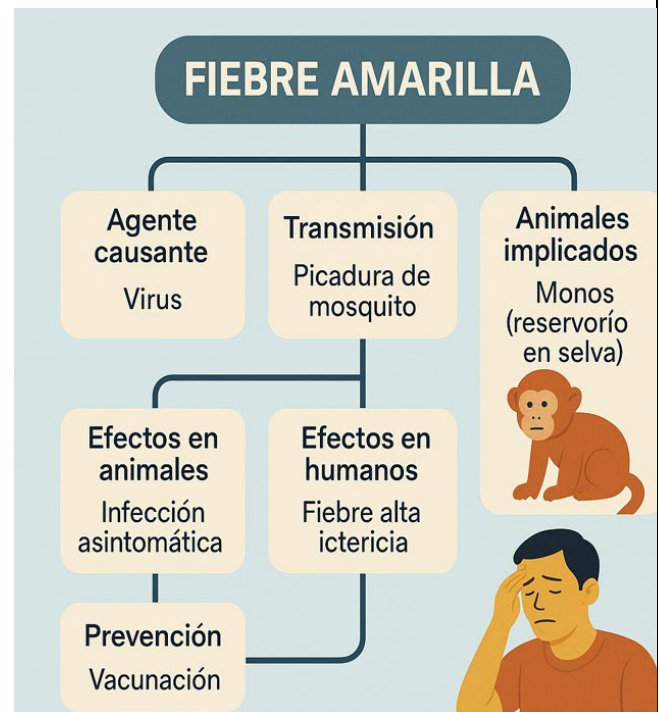 FIEBRE AMARILLA
Agente
causante
Virus
Transmisión
Picadura de
mosquito
Animales
implicados
Monos
(reservorío
en selva)
Efectos en
animales
Infección
asintomática
Efectos en
humanos
Fiebre alta
ictericia
Prevención
Vacunación